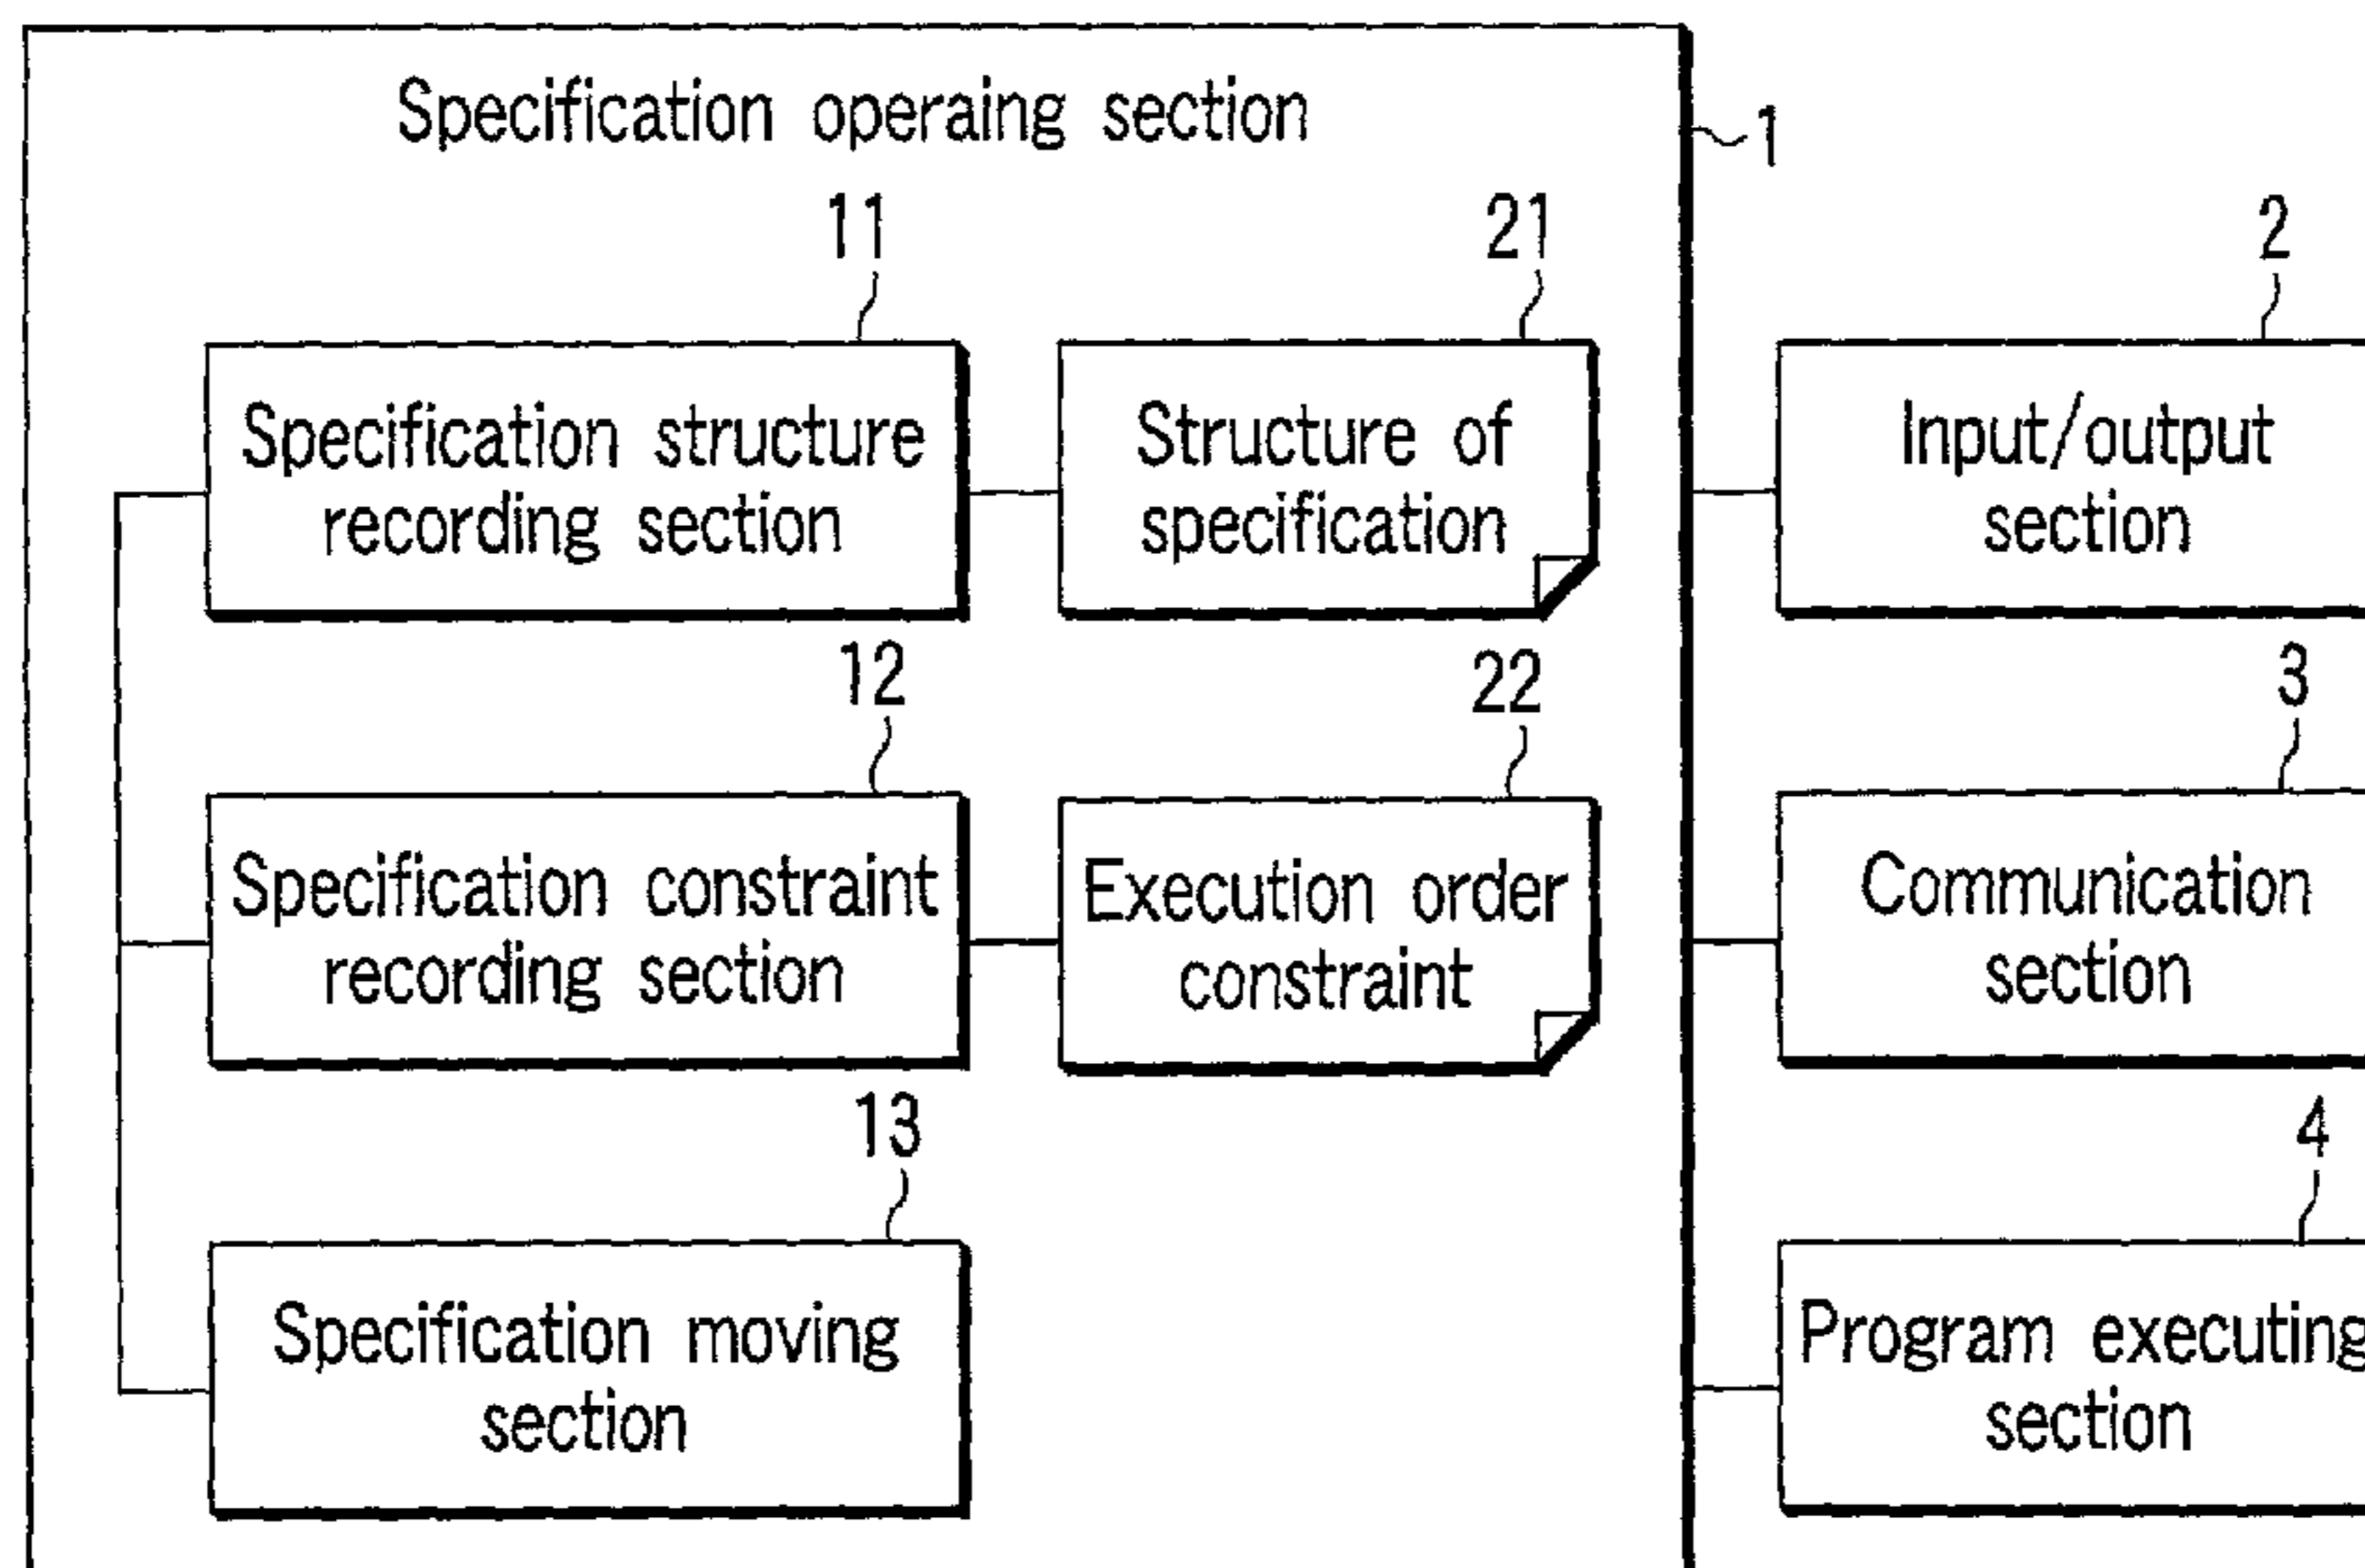 Specification operaing section
1
11
21
2
Specification structure
recording section
Structure of
specification
Input/output
section
12
22
3
Specification constraint
recording section
Execution order
constraint
Communication
section
13
4
Specification moving
section
Program executing
section